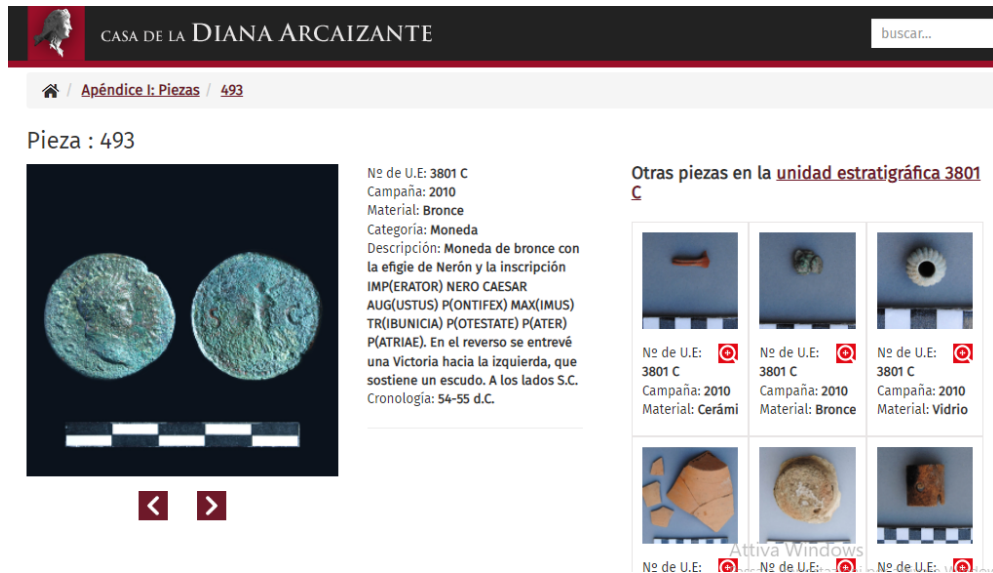 CASA DE LA DIANA ARCAIZANTE
buscar...
/ Apéndice I: Piezas / 493
Pieza : 493
S C
Nº de U.E: 3801 C
Campaña: 2010
Material: Bronce
Categoría: Moneda
Descripción: Moneda de bronce con
la efigie de Nerón y la inscripción
IMP(ERATOR) NERO CAESAR
AUG(USTUS) P(ONTIFEX) MAX(IMUS)
TR(IBUNICIA) P(OTESTATE) P(ATER)
P(ATRIAE). En el reverso se entrevé
una Victoria hacia la izquierda, que
sostiene un escudo. A los lados S.C.
Cronología: 54-55 d.C.
Otras piezas en la unidad estratigráfica 3801
C
Nº de U.E:
3801 C
Campaña: 2010
Material: Cerámi
Nº de U.E:
3801 C
Campaña: 2010
Material: Bronce
Nº de U.E:
3801 C
Campaña: 2010
Material: Vidrio
Nº de U.E:
Nº de U.E:
Nº de U.E:
Attiva Windows